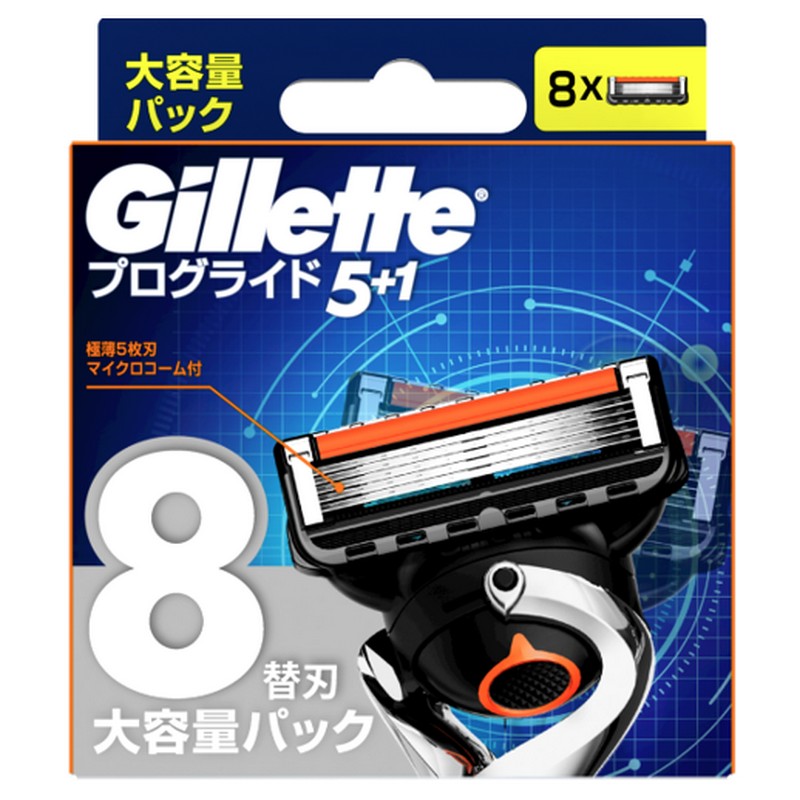 大容量
パック
8X
Gillette®
プログライド 5+1
極薄5枚刃
マイクロコーム付
8
替刃
大容量パック